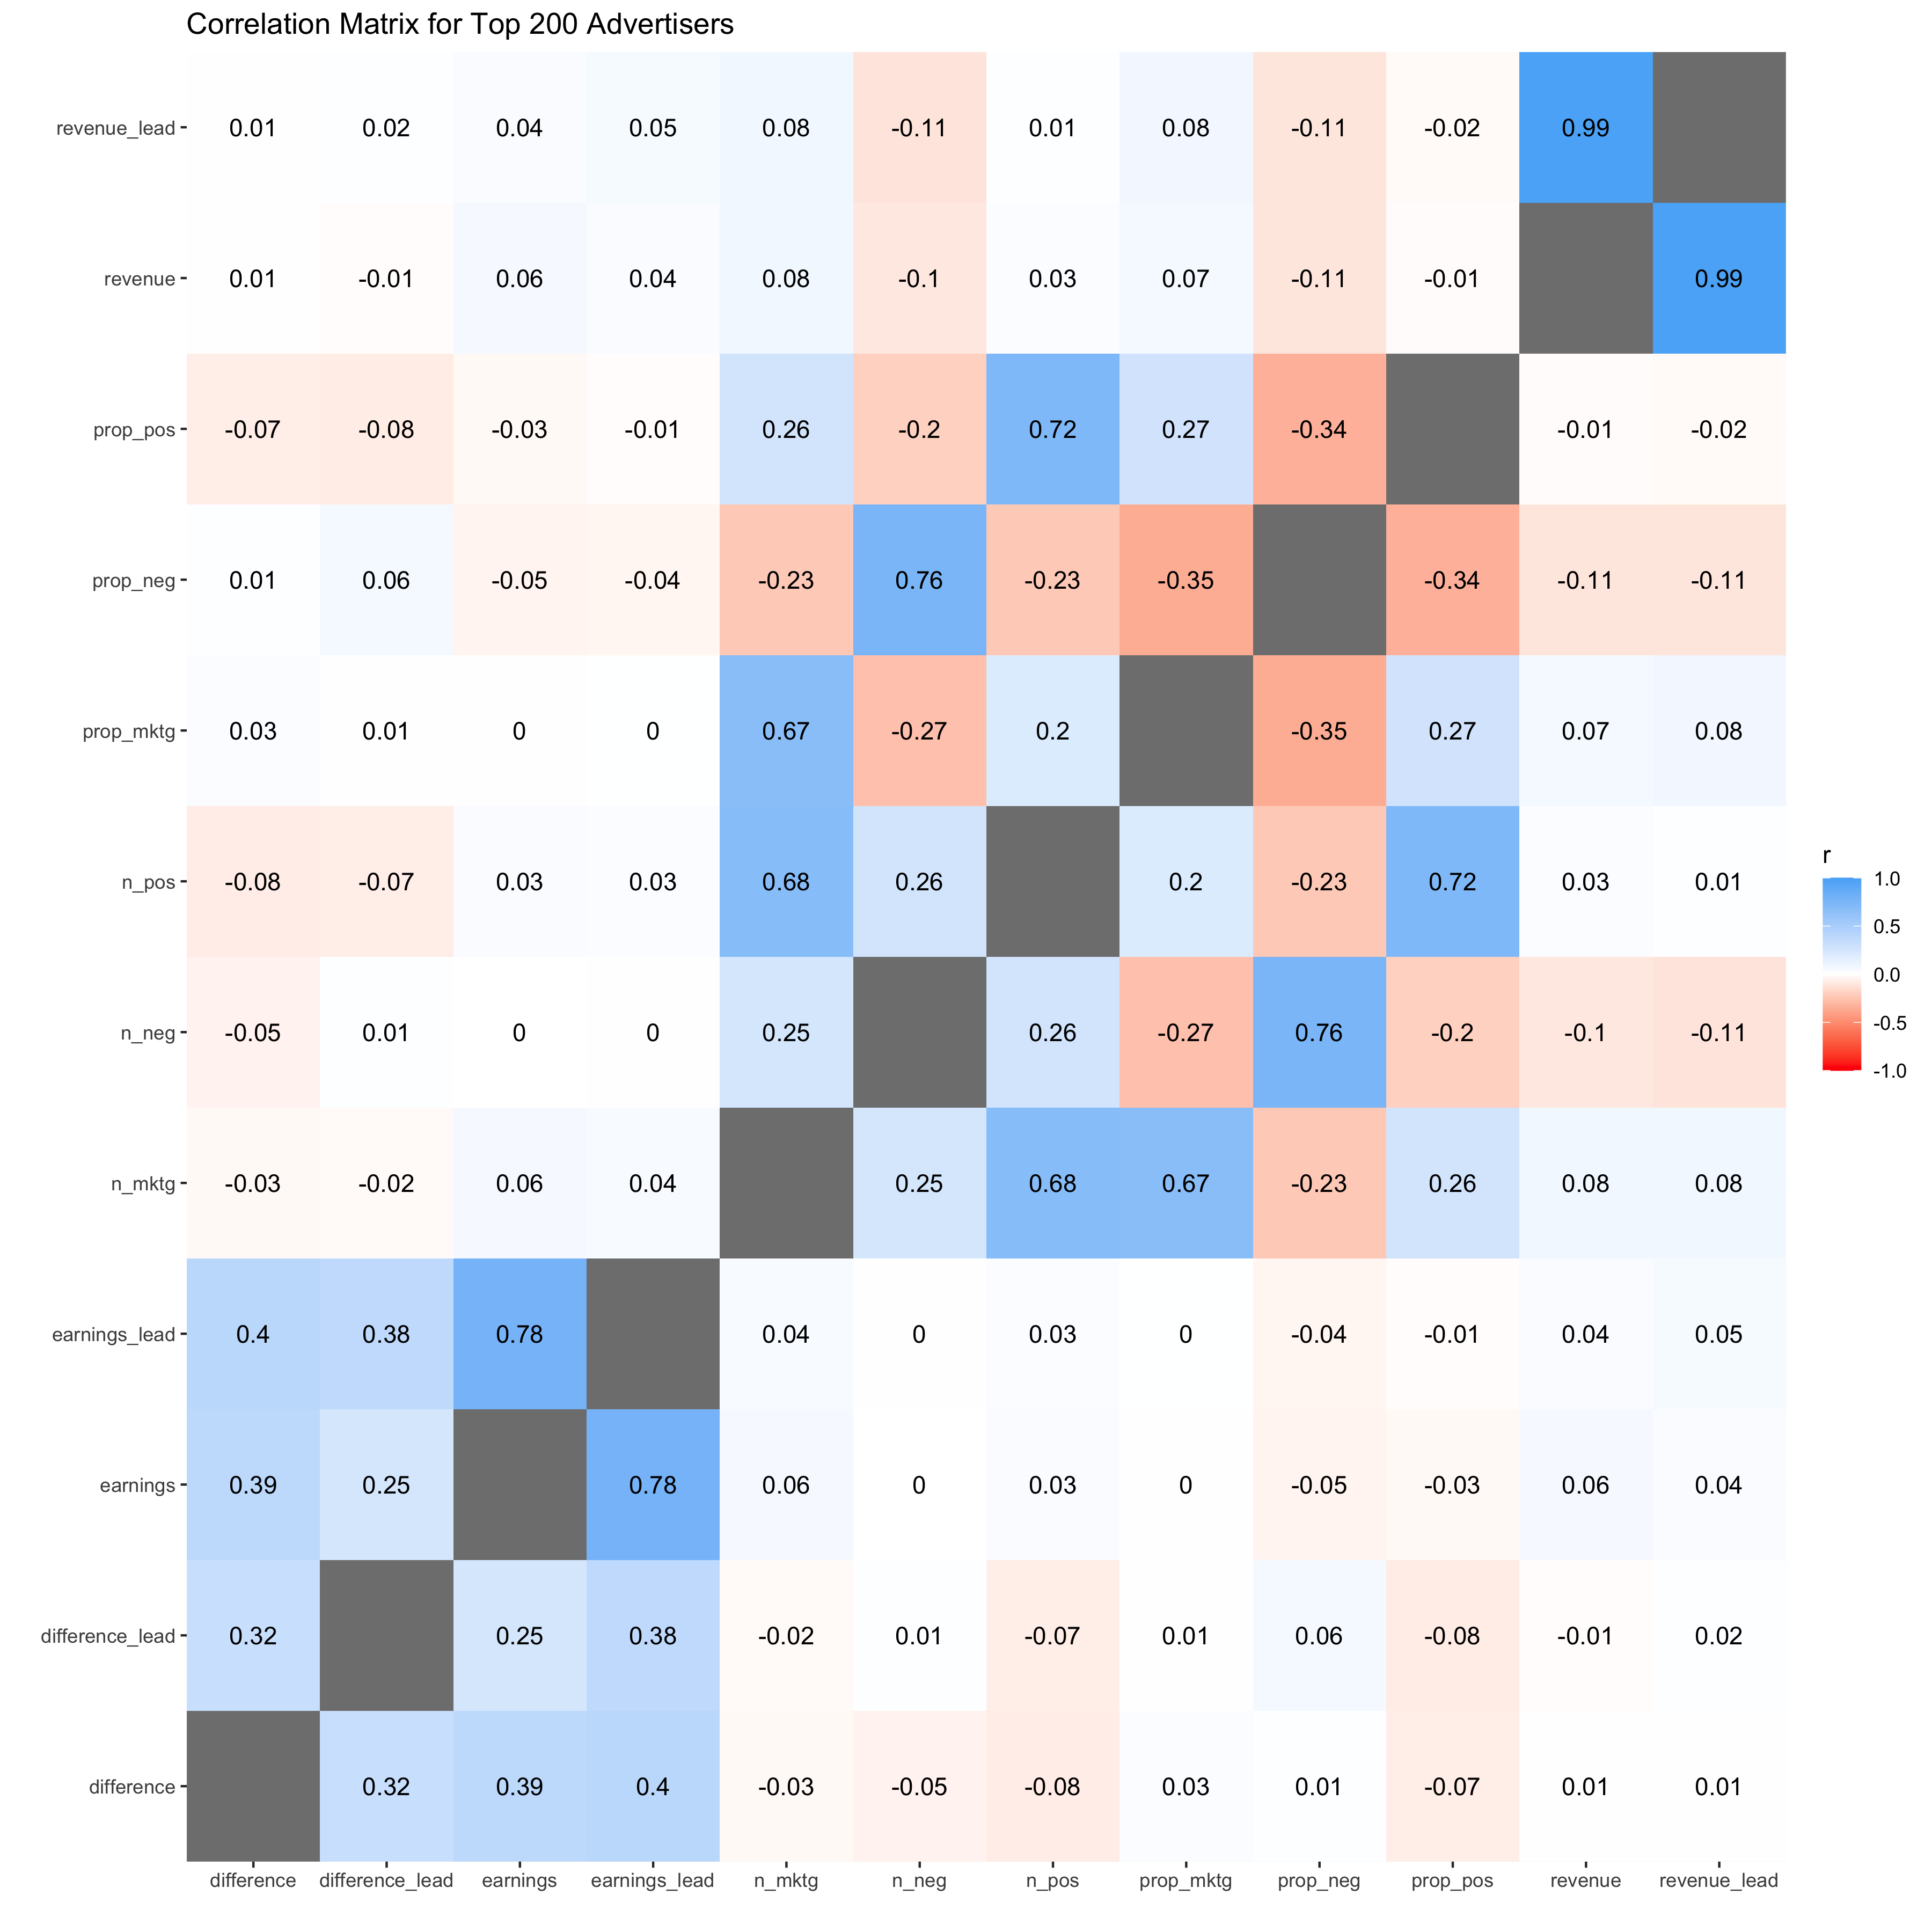 Correlation Matrix for Top 200 Advertisers
revenue_lead 0.01 0.02 0.04 0.05 0.08 -0.11 0.01 0.08 -0.11 -0.02 0.99
revenue 0.01 -0.01 0.06 0.04 0.08 -0.1 0.03 0.07 -0.11 -0.01 0.99
prop_pos -0.07 -0.08 -0.03 -0.01 0.26 -0.2 0.72 0.27 -0.34 -0.01 -0.02
prop_neg 0.01 0.06 -0.05 -0.04 -0.23 0.76 -0.23 -0.35 -0.34 -0.11 -0.11
prop_mktg 0.03 0.01 0 0 0.67 -0.27 0.2 -0.35 0.27 0.07 0.08
n_pos -0.08 -0.07 0.03 0.03 0.68 0.26 0.2 -0.23 0.72 0.03 0.01
n_neg -0.05 0.01 0 0 0.25 0.26 -0.27 0.76 -0.2 -0.1 -0.11
n_mktg -0.03 -0.02 0.06 0.04 0.25 0.68 0.67 -0.23 0.26 0.08 0.08
earnings_lead 0.4 0.38 0.78 0.04 0 0.03 0 -0.04 -0.01 0.04 0.05
earnings 0.39 0.25 0.78 0.06 0 0.03 0 -0.05 -0.03 0.06 0.04
difference_lead 0.32 0.25 0.38 -0.02 0.01 -0.07 0.01 0.06 -0.08 -0.01 0.02
difference 0.32 0.39 0.4 -0.03 -0.05 -0.08 0.03 0.01 -0.07 0.01 0.01
difference difference_lead earnings earnings_lead n_mktg n_neg n_pos prop_mktg prop_neg prop_pos revenue revenue_lead
r
1.0
0.5
0.0
-0.5
-1.0